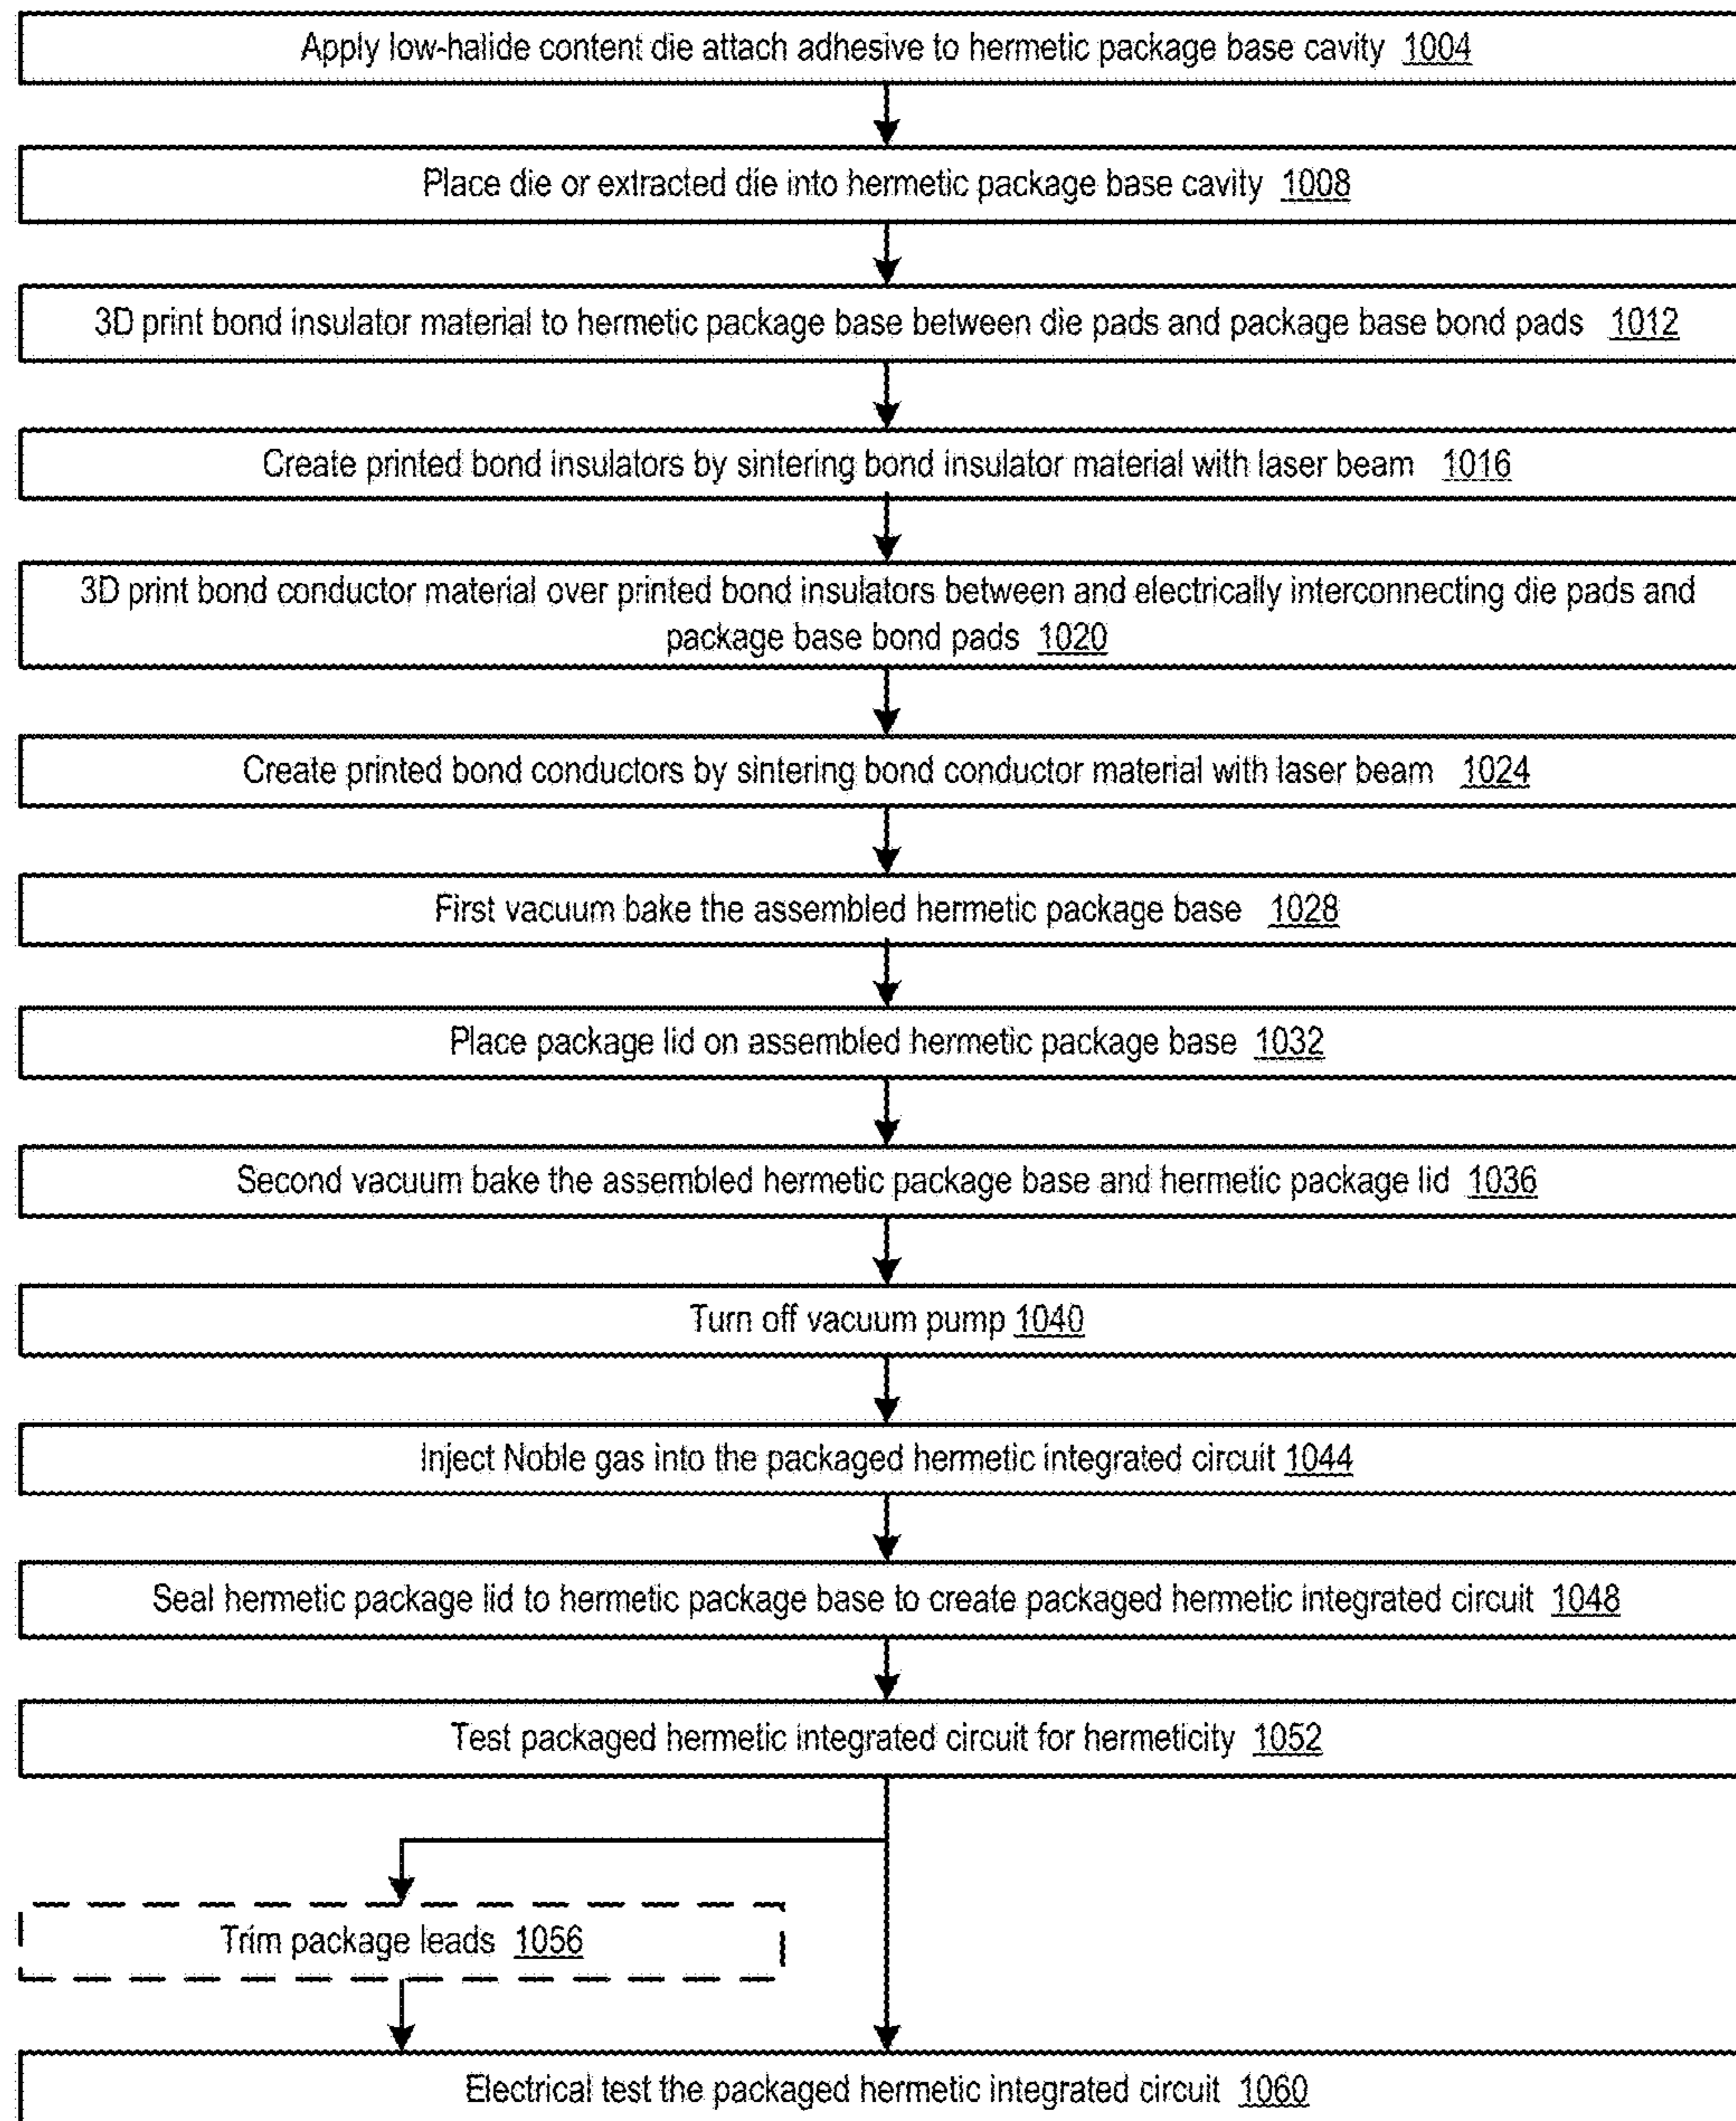 Apply low-halide content die attach adhesive to hermetic package base cavity 1004
Place die or extracted die into hermetic package base cavity 1008
3D print bond insulator material to hermetic package base between die pads and package base bond pads 1012
Create printed bond insulators by sintering bond insulator material with laser beam 1016
3D print bond conductor material over printed bond insulators between and electrically interconnecting die pads and
package base bond pads 1020
Create printed bond conductors by sintering bond conductor material with laser beam 1024
First vacuum bake the assembled hermetic package base 1028
Place package lid on assembled hermetic package base 1032
Second vacuum bake the assembled hermetic package base and hermetic package lid 1036
Turn off vacuum pump 1040
Inject Noble gas into the packaged hermetic integrated circuit 1044
Seal hermetic package lid to hermetic package base to create packaged hermetic integrated circuit 1048
Test packaged hermetic integrated circuit for hermeticity 1052
Trim package leads 1056
Electrical test the packaged hermetic integrated circuit 1060